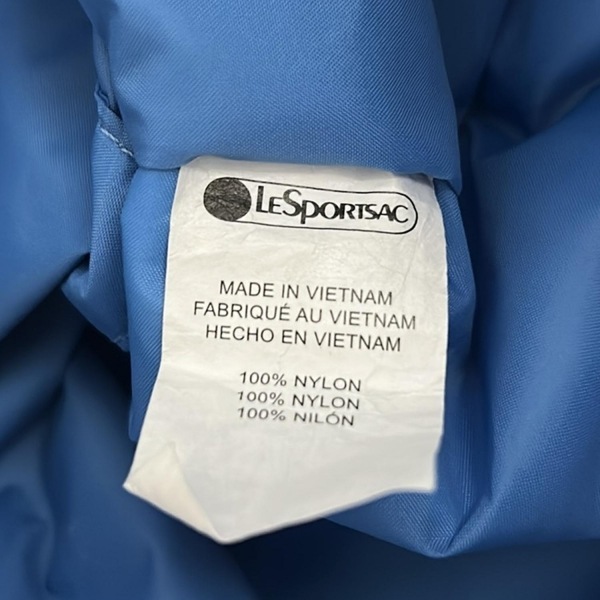 LESPORTSAC
MADE IN VIETNAM
FABRIQUÉ AU VIETNAM
HECHO EN VIETNAM
100% NYLON
100% NYLON
100% NILÓN